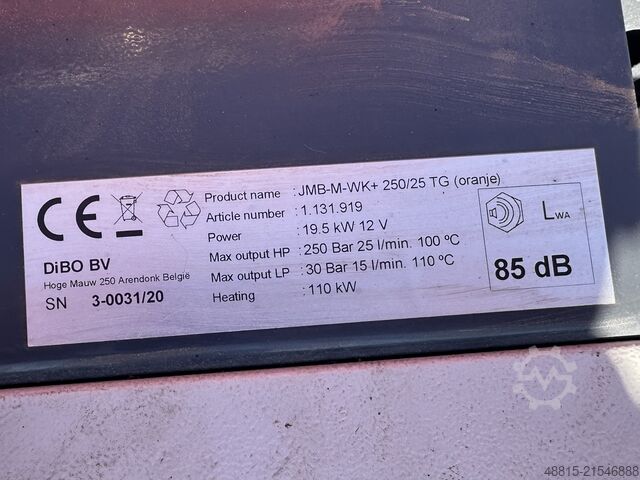 CE
DiBO BV
Hoge Mauw 250 Arendonk België
SN 3-0031/20
Product name : JMB-M-WK+ 250/25 TG (oranje)
Article number : 1.131.919
Power : 19.5 kW 12 V
Max output HP : 250 Bar 25 l/min. 100 ºC
Max output LP : 30 Bar 15 l/min. 110 ºC
Heating : 110 kW
LWA
85 dB
48815-21546888